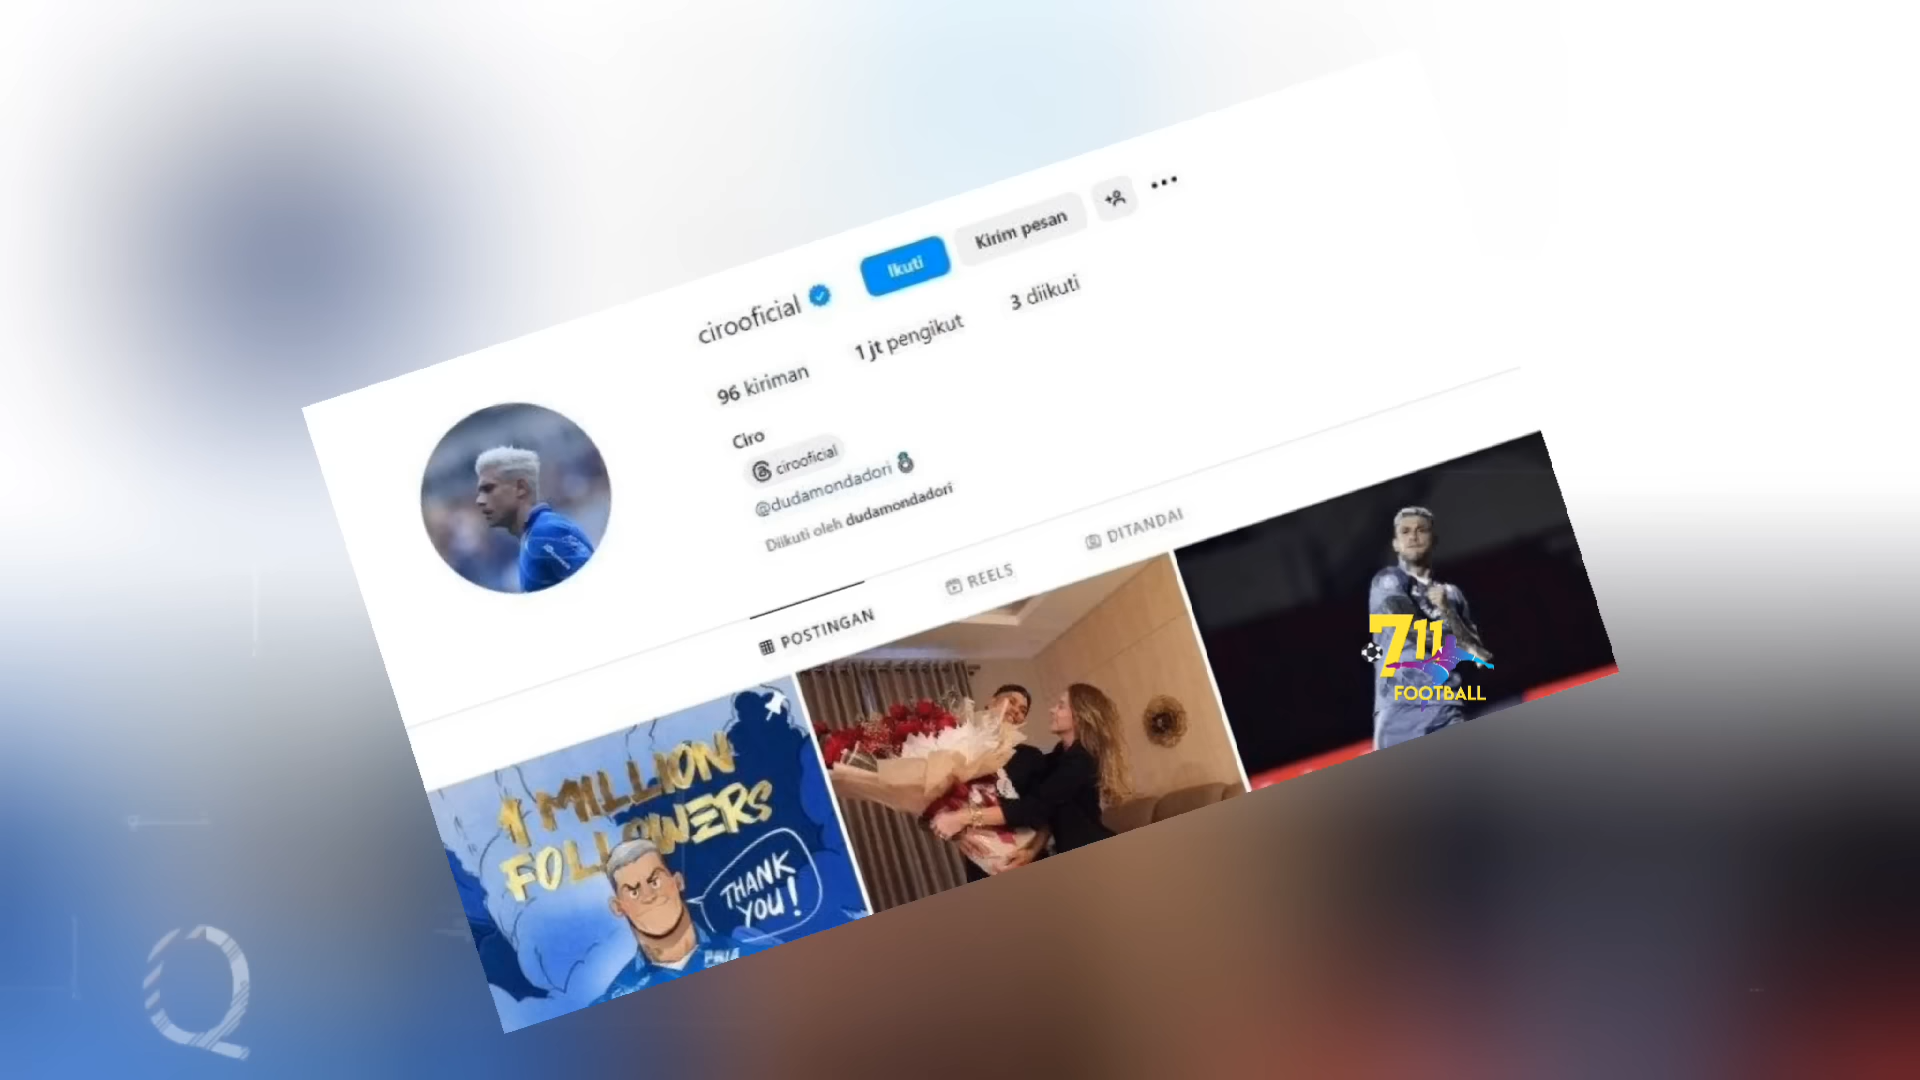 cirooficial
Ikuti
Kirim pesan
96 kiriman
1 jt pengikut
3 diikuti
Ciro
cirooficial
@dudamondadori
Diikuti oleh dudamondadori
POSTINGAN
REELS
DITANDAI
1 MILLION
FOLLOWERS
THANK
YOU!
711
FOOTBALL
Q